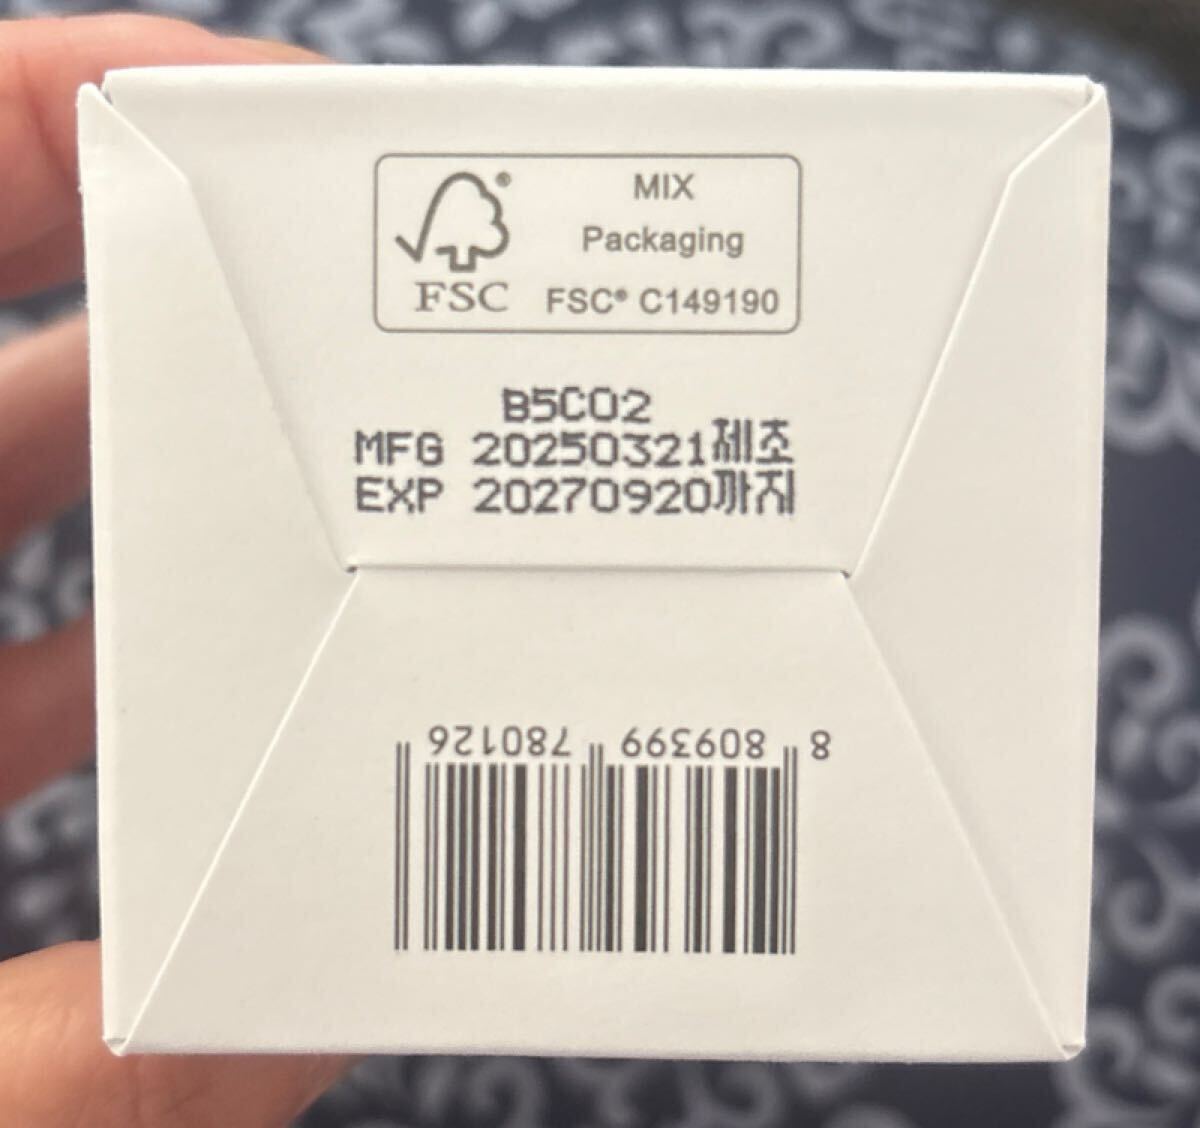 MIX
Packaging
FSC
FSC® C149190
B5C02
MFG 20250321제조
EXP 20270920까지
8 809399 780126